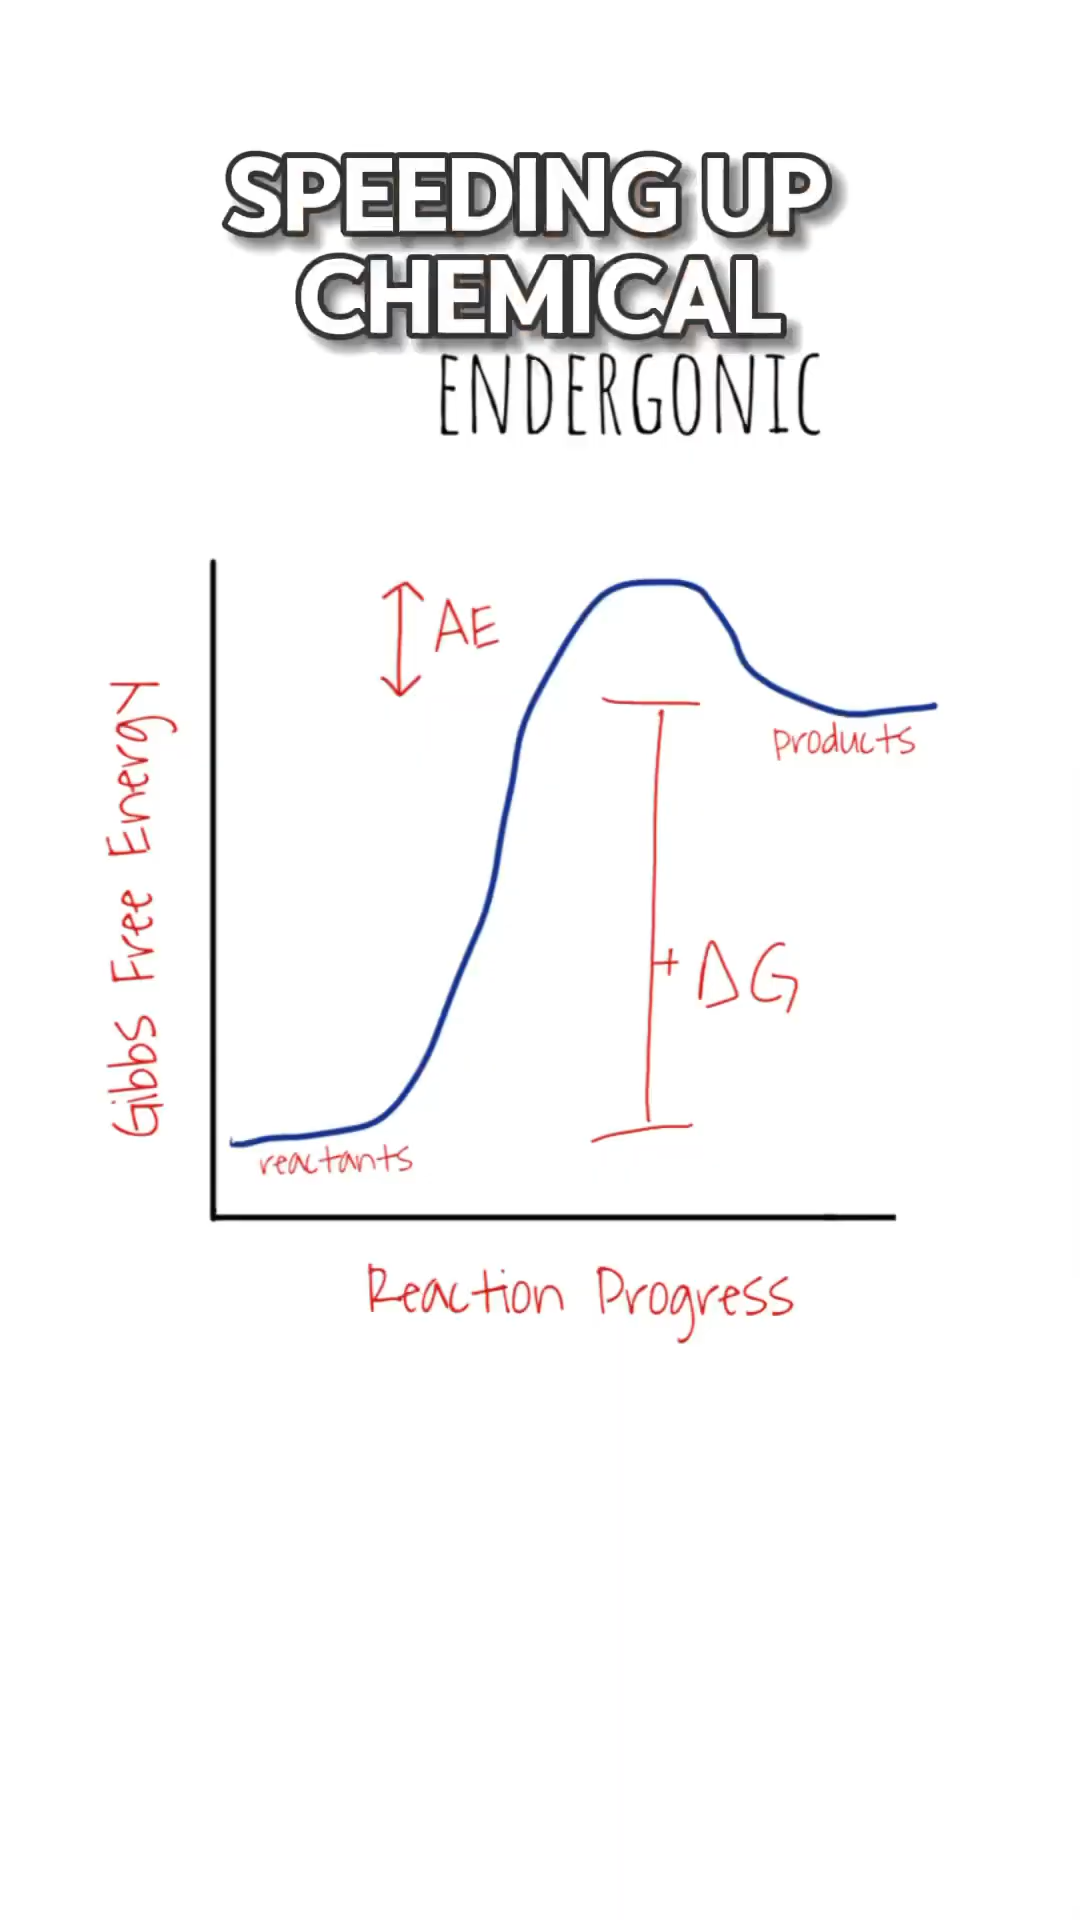 SPEEDING UP
CHEMICAL
ENDERGONIC
AE
products
+ ΔG
Gibbs Free Energy
reactants
Reaction Progress